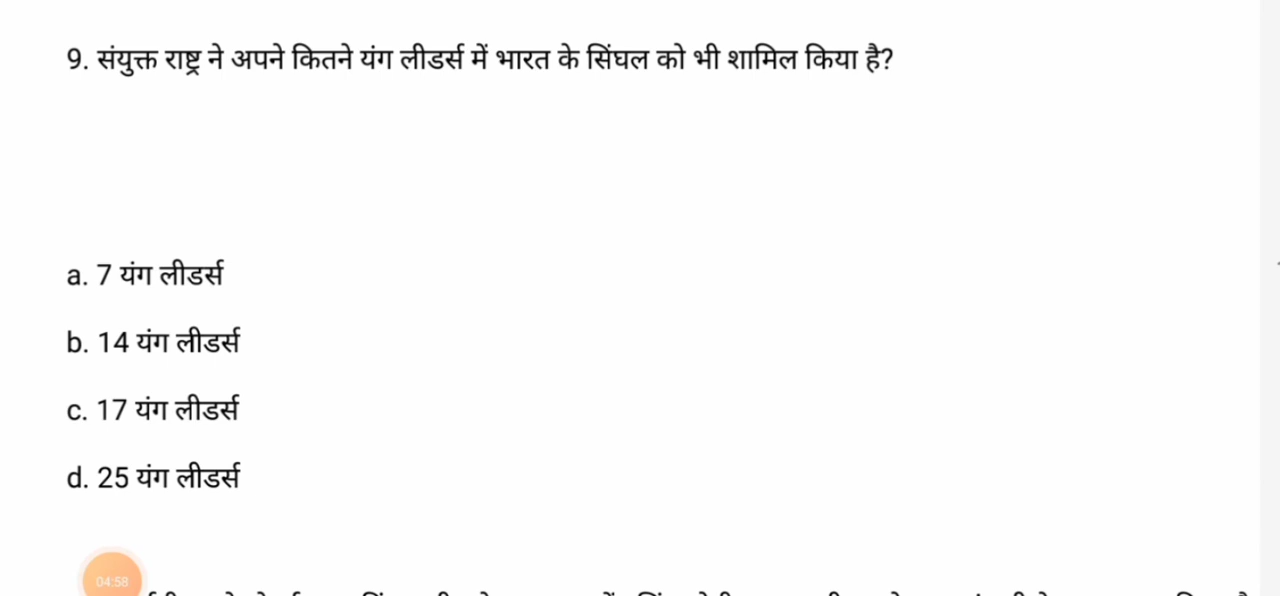 9. संयुक्त राष्ट्र ने अपने कितने यंग लीडर्स में भारत के सिंघल को भी शामिल किया है?
a. 7 यंग लीडर्स
b. 14 यंग लीडर्स
c. 17 यंग लीडर्स
d. 25 यंग लीडर्स
04:58